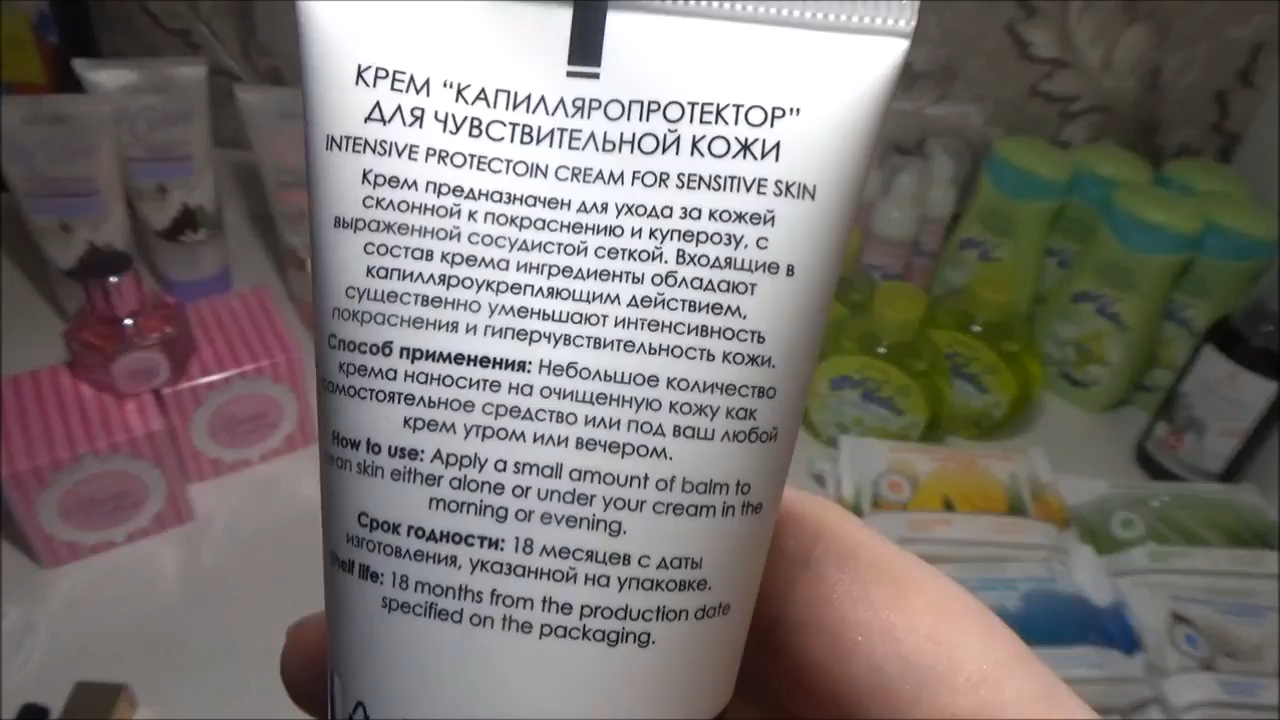 КРЕМ “КАПИЛЛЯРОПРОТЕКТОР”
ДЛЯ ЧУВСТВИТЕЛЬНОЙ КОЖИ
INTENSIVE PROTECTOIN CREAM FOR SENSITIVE SKIN
Крем предназначен для ухода за кожей
склонной к покраснению и куперозу, с
выраженной сосудистой сеткой. Входящие в
состав крема ингредиенты обладают
капилляроукрепляющим действием,
существенно уменьшают интенсивность
покраснения и гиперчувствительность кожи.
Способ применения: Небольшое количество
крема наносите на очищенную кожу как
самостоятельное средство или под ваш любой
крем утром или вечером.
How to use: Apply a small amount of balm to
skin either alone or under your cream in the
morning or evening.
Срок годности: 18 месяцев с даты
изготовления, указанной на упаковке.
Shelf life: 18 months from the production date
specified on the packaging.